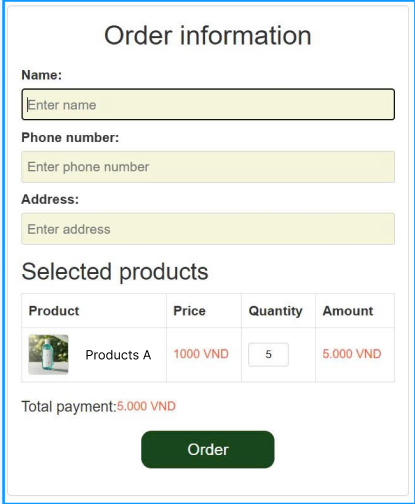 Order information
Name:
Enter name
Phone number:
Enter phone number
Address:
Enter address
Selected products
Product Price Quantity Amount
Products A 1000 VND 5 5.000 VND
Total payment:5.000 VND
Order